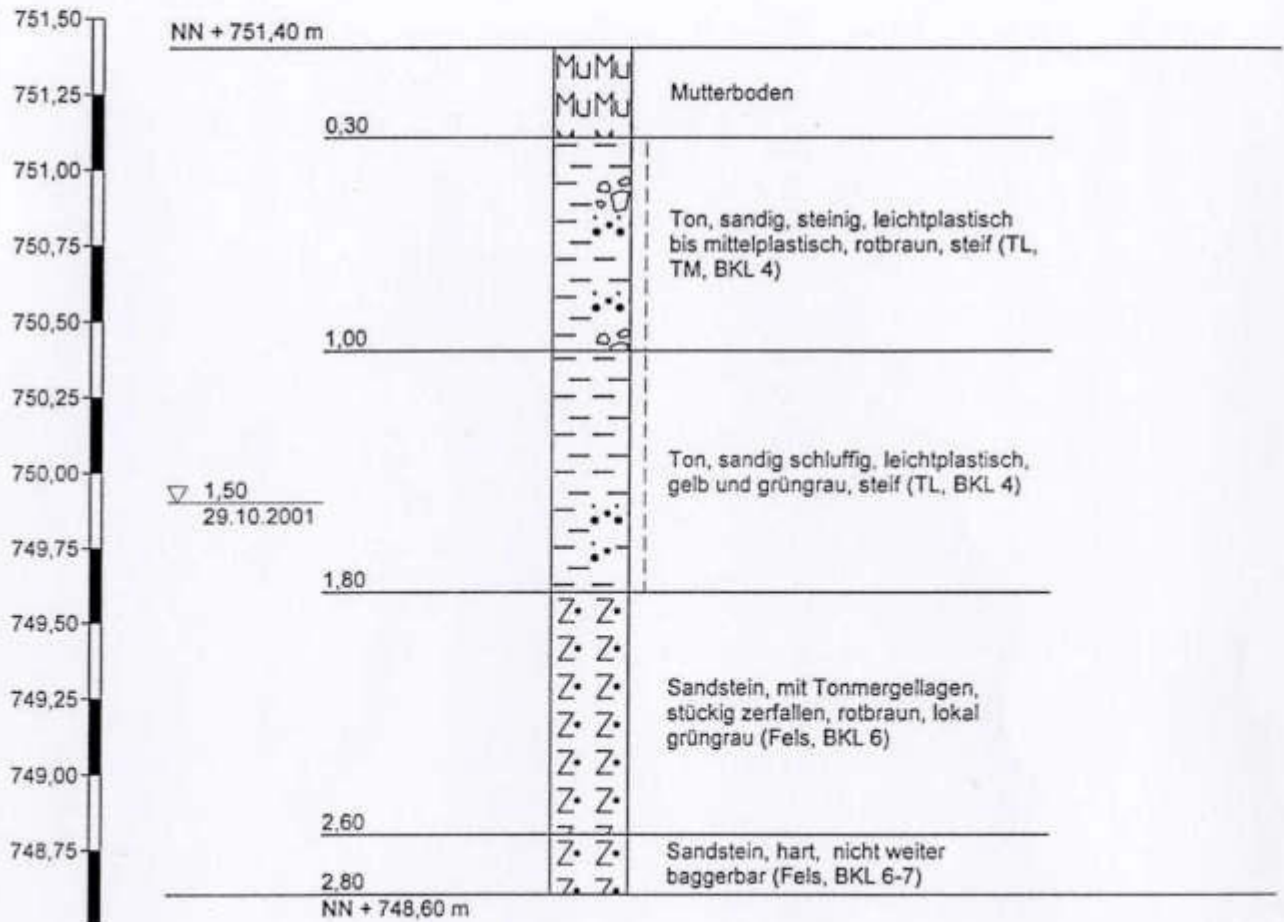 751,50
NN + 751,40 m
MuMu
751,25
MuMu
Mutterboden
0,30
751,00
Ton, sandig, steinig, leichtplastisch
bis mittelplastisch, rotbraun, steif (TL,
TM, BKL 4)
750,75
750,50
1,00
750,25
Ton, sandig schluffig, leichtplastisch,
gelb und grüngrau, steif (TL, BKL 4)
750,00
1,50
29.10.2001
749,75
1,80
749,50
Z Z
Z Z
Z Z
Z Z
Z Z
Z Z
Sandstein, mit Tonmergellagen,
stückig zerfallen, rotbraun, lokal
grüngrau (Fels, BKL 6)
749,25
749,00
2,60
748,75
Z Z
Z Z
Sandstein, hart, nicht weiter
baggerbar (Fels, BKL 6-7)
2,80
NN + 748,60 m